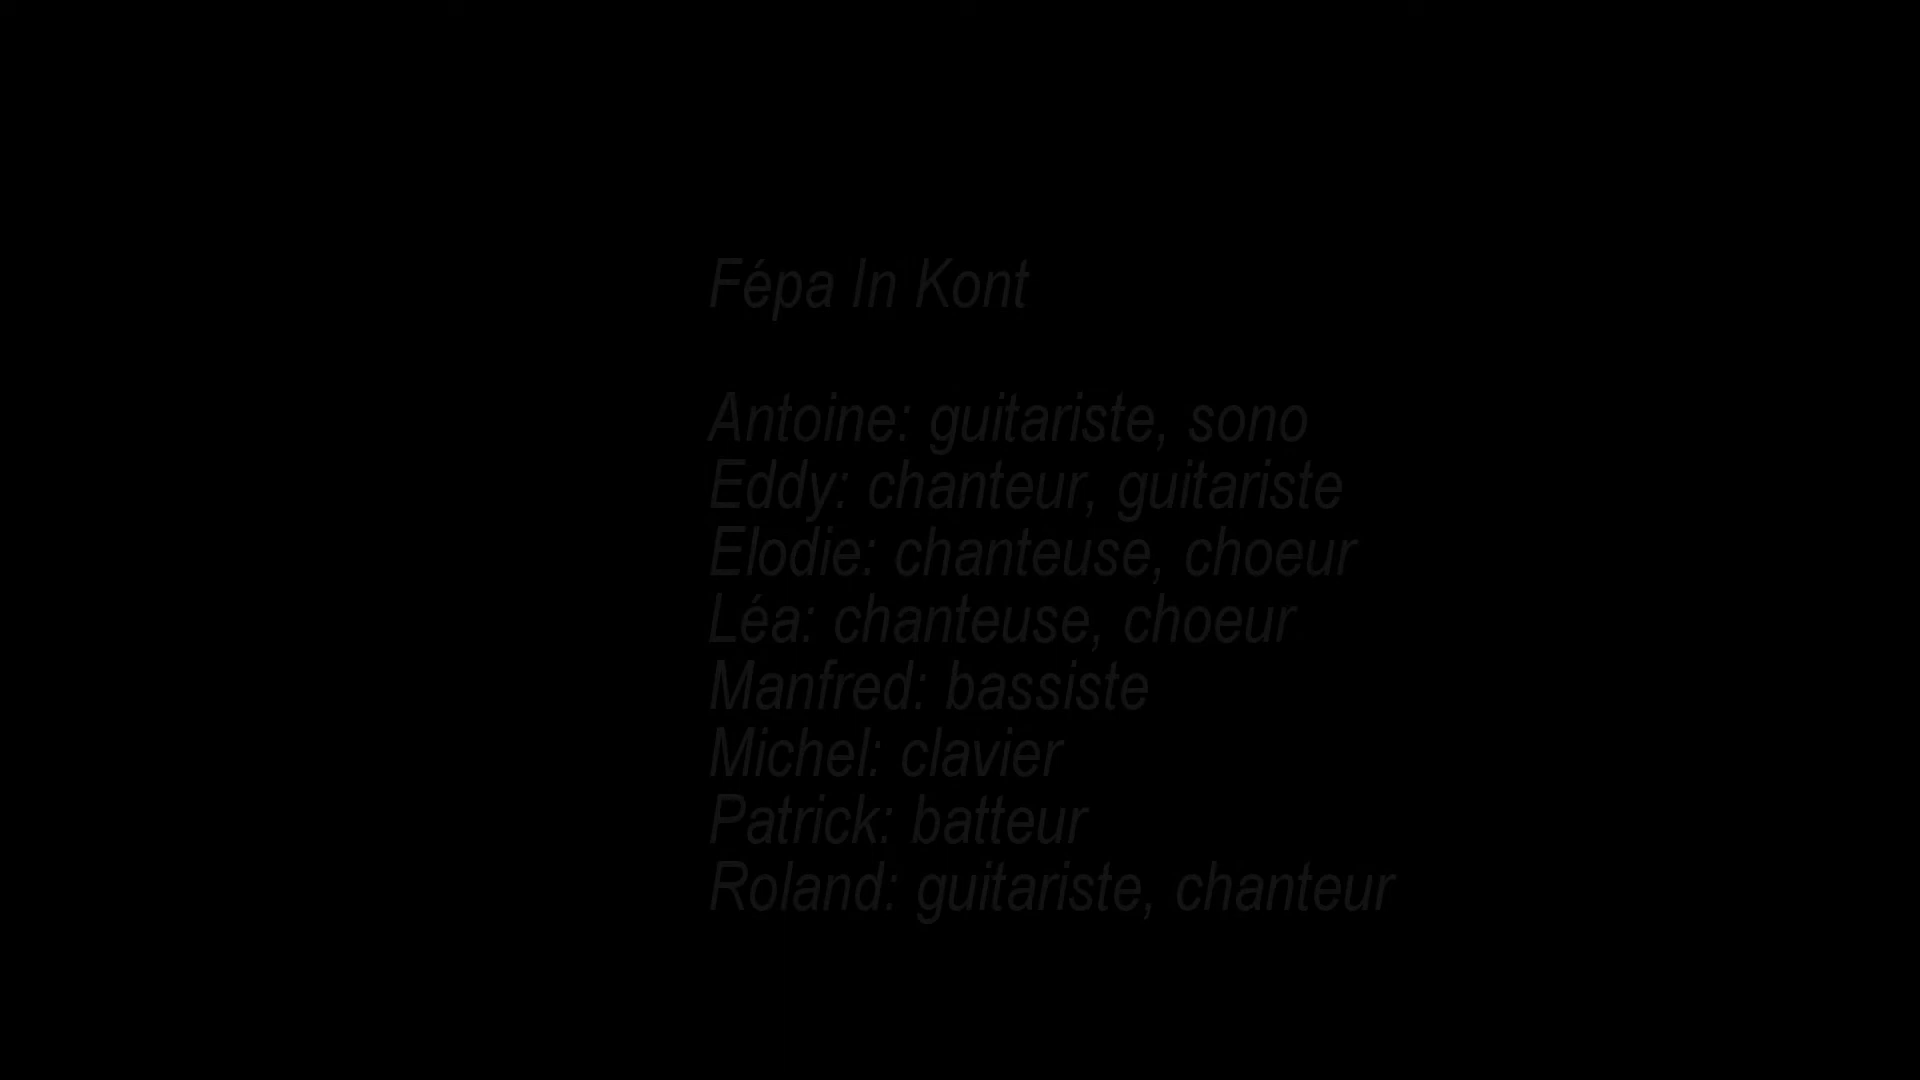 Fépa In Kont
Antoine: guitariste, sono
Eddy: chanteur, guitariste
Elodie: chanteuse, choeur
Léa: chanteuse, choeur
Manfred: bassiste
Michel: clavier
Patrick: batteur
Roland: guitariste, chanteur